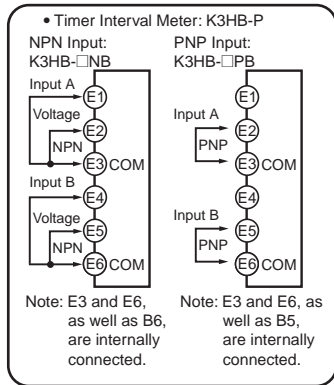 • Timer Interval Meter: K3HB-P
NPN Input:
K3HB-□NB
Input A
Voltage
NPN
Input B
Voltage
NPN
E1
E2
E3 COM
E4
E5
E6 COM
Note: E3 and E6,
as well as B6,
are internally
connected.
PNP Input:
K3HB-□PB
Input A
PNP
Input B
PNP
E1
E2
E3 COM
E4
E5
E6 COM
Note: E3 and E6, as
well as B5,
are internally
connected.